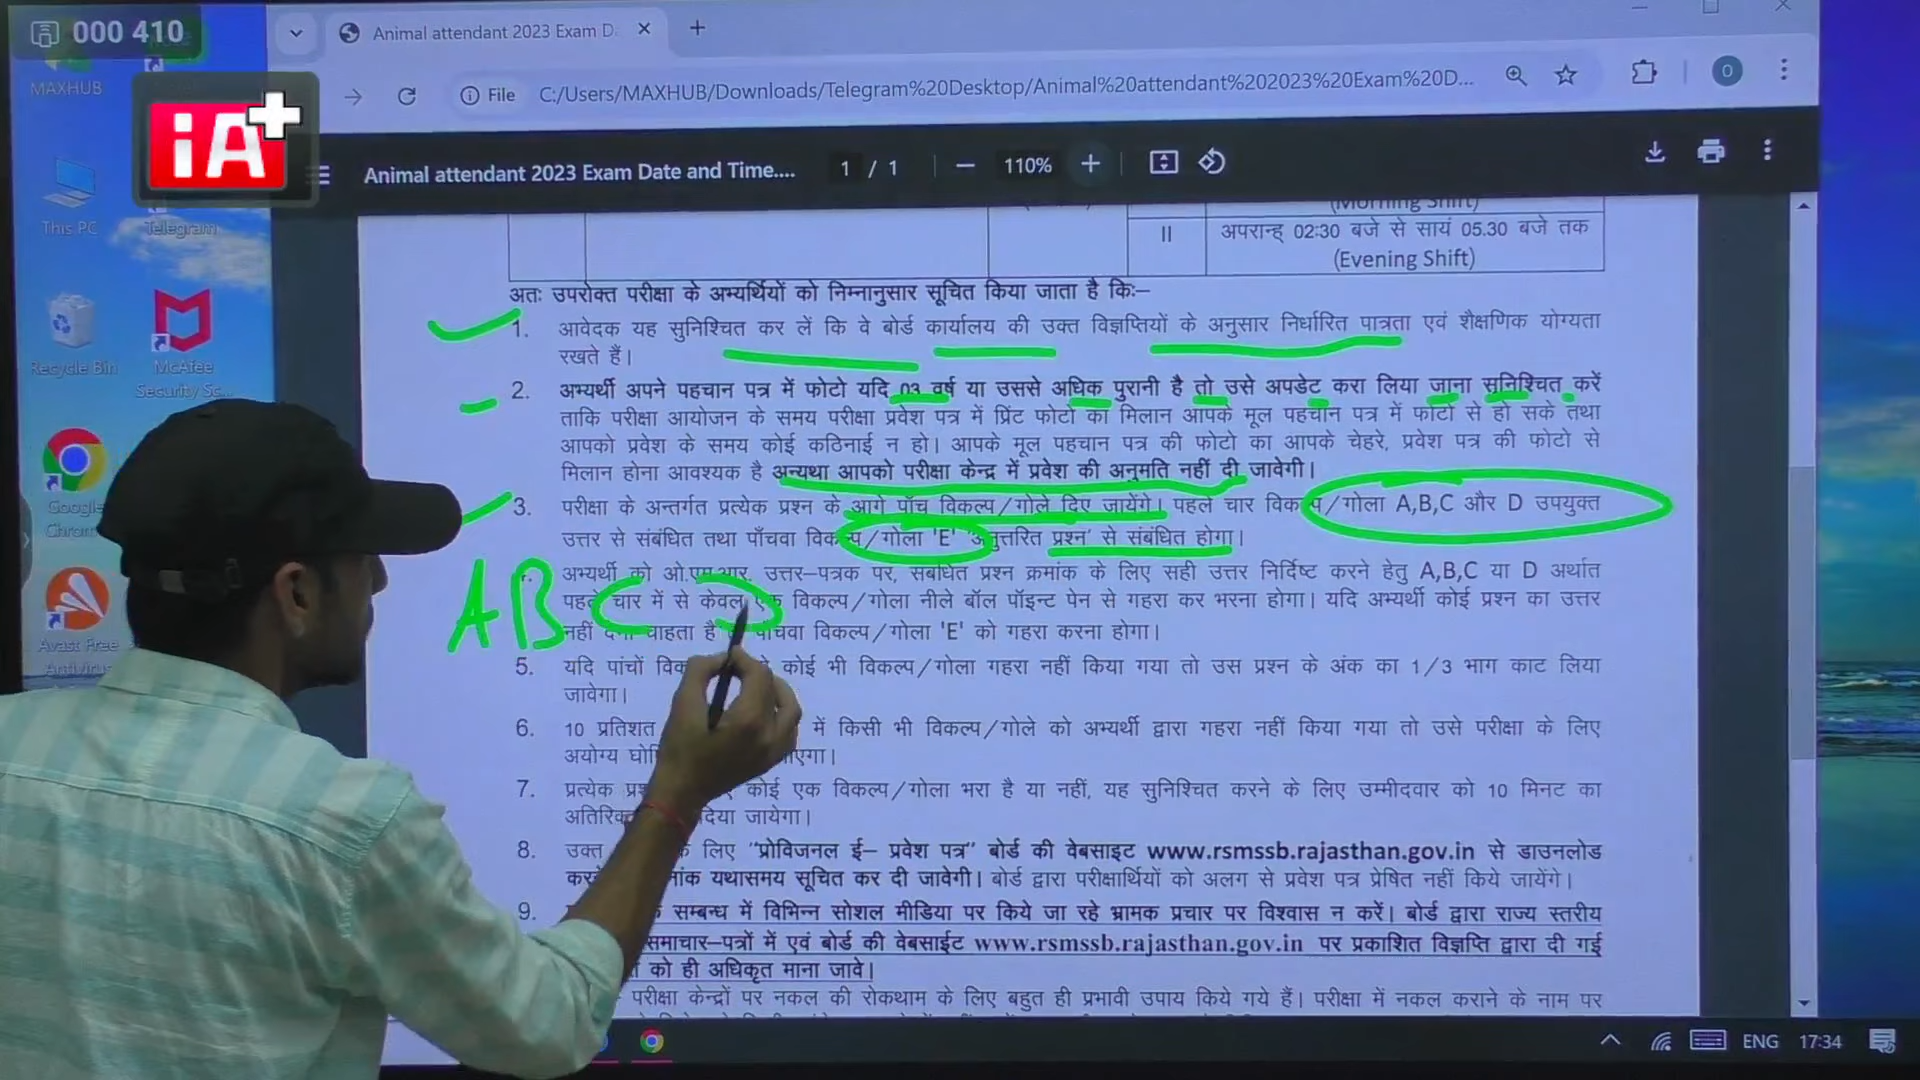 000 410
Animal attendant 2023 Exam D
MAXHUB
File C:/Users/MAXHUB/Downloads/Telegram%20Desktop/Animal%20attendant%202023%20Exam%20D...
iA+
Animal attendant 2023 Exam Date and Time.... 1 / 1 110%
This PC
Telegram
(Morning Shift)
II अपरान्ह् 02:30 बजे से सायं 05.30 बजे तक
(Evening Shift)
अतः उपरोक्त परीक्षा के अभ्यर्थियों को निम्नानुसार सूचित किया जाता है किः–
1. आवेदक यह सुनिश्चित कर लें कि वे बोर्ड कार्यालय की उक्त विज्ञप्तियों के अनुसार निर्धारित पात्रता एवं शैक्षणिक योग्यता
रखते हैं।
Recycle Bin
McAfee
Security Sc...
2. अभ्यर्थी अपने पहचान पत्र में फोटो यदि 03 वर्ष या उससे अधिक पुरानी है तो उसे अपडेट करा लिया जाना सुनिश्चित करें
ताकि परीक्षा आयोजन के समय परीक्षा प्रवेश पत्र में प्रिंट फोटो का मिलान आपके मूल पहचान पत्र में फोटो से हो सके तथा
आपको प्रवेश के समय कोई कठिनाई न हो। आपके मूल पहचान पत्र की फोटो का आपके चेहरे, प्रवेश पत्र की फोटो से
मिलान होना आवश्यक है अन्यथा आपको परीक्षा केन्द्र में प्रवेश की अनुमति नहीं दी जावेगी।
Google
Chrom
3. परीक्षा के अन्तर्गत प्रत्येक प्रश्न के आगे पॉच विकल्प/गोले दिए जायेंगे। पहले चार विकल्प/गोला A,B,C और D उपयुक्त
उत्तर से संबंधित तथा पाँचवा विकल्प/गोला 'E' 'अनुत्तरित प्रश्न' से संबंधित होगा।
A B C
अभ्यर्थी को ओ.एम.आर. उत्तर–पत्रक पर, संबंधित प्रश्न क्रमांक के लिए सही उत्तर निर्दिष्ट करने हेतु A,B,C या D अर्थात
पहले चार में से केवल एक विकल्प/गोला नीले बॉल पॉइन्ट पेन से गहरा कर भरना होगा। यदि अभ्यर्थी कोई प्रश्न का उत्तर
नहीं देना चाहता है पांचवा विकल्प/गोला 'E' को गहरा करना होगा।
Avast Free
Antivirus
5. यदि पांचों कोई भी विकल्प/गोला गहरा नहीं किया गया तो उस प्रश्न के अंक का 1/3 भाग काट लिया
जावेगा।
6. 10 प्रतिशत में किसी भी विकल्प/गोले को अभ्यर्थी द्वारा गहरा नहीं किया गया तो उसे परीक्षा के लिए
अयोग्य
7. प्रत्येक कोई एक विकल्प/गोला भरा है या नहीं, यह सुनिश्चित करने के लिए उम्मीदवार को 10 मिनट का
अतिरिक्त दिया जायेगा।
8. उक्त के लिए "प्रोविजनल ई– प्रवेश पत्र" बोर्ड की वेबसाइट www.rsmssb.rajasthan.gov.in से डाउनलोड
यथासमय सूचित कर दी जावेगी। बोर्ड द्वारा परीक्षार्थियों को अलग से प्रवेश पत्र प्रेषित नहीं किये जायेंगे।
9. सम्बन्ध में विभिन्न सोशल मीडिया पर किये जा रहे भ्रामक प्रचार पर विश्वास न करें। बोर्ड द्वारा राज्य स्तरीय
समाचार–पत्रों में एवं बोर्ड की वेबसाईट www.rsmssb.rajasthan.gov.in पर प्रकाशित विज्ञप्ति द्वारा दी गई
को ही अधिकृत माना जावे।
परीक्षा केन्द्रों पर नकल की रोकथाम के लिए बहुत ही प्रभावी उपाय किये गये हैं। परीक्षा में नकल कराने के नाम पर
ENG 17:34